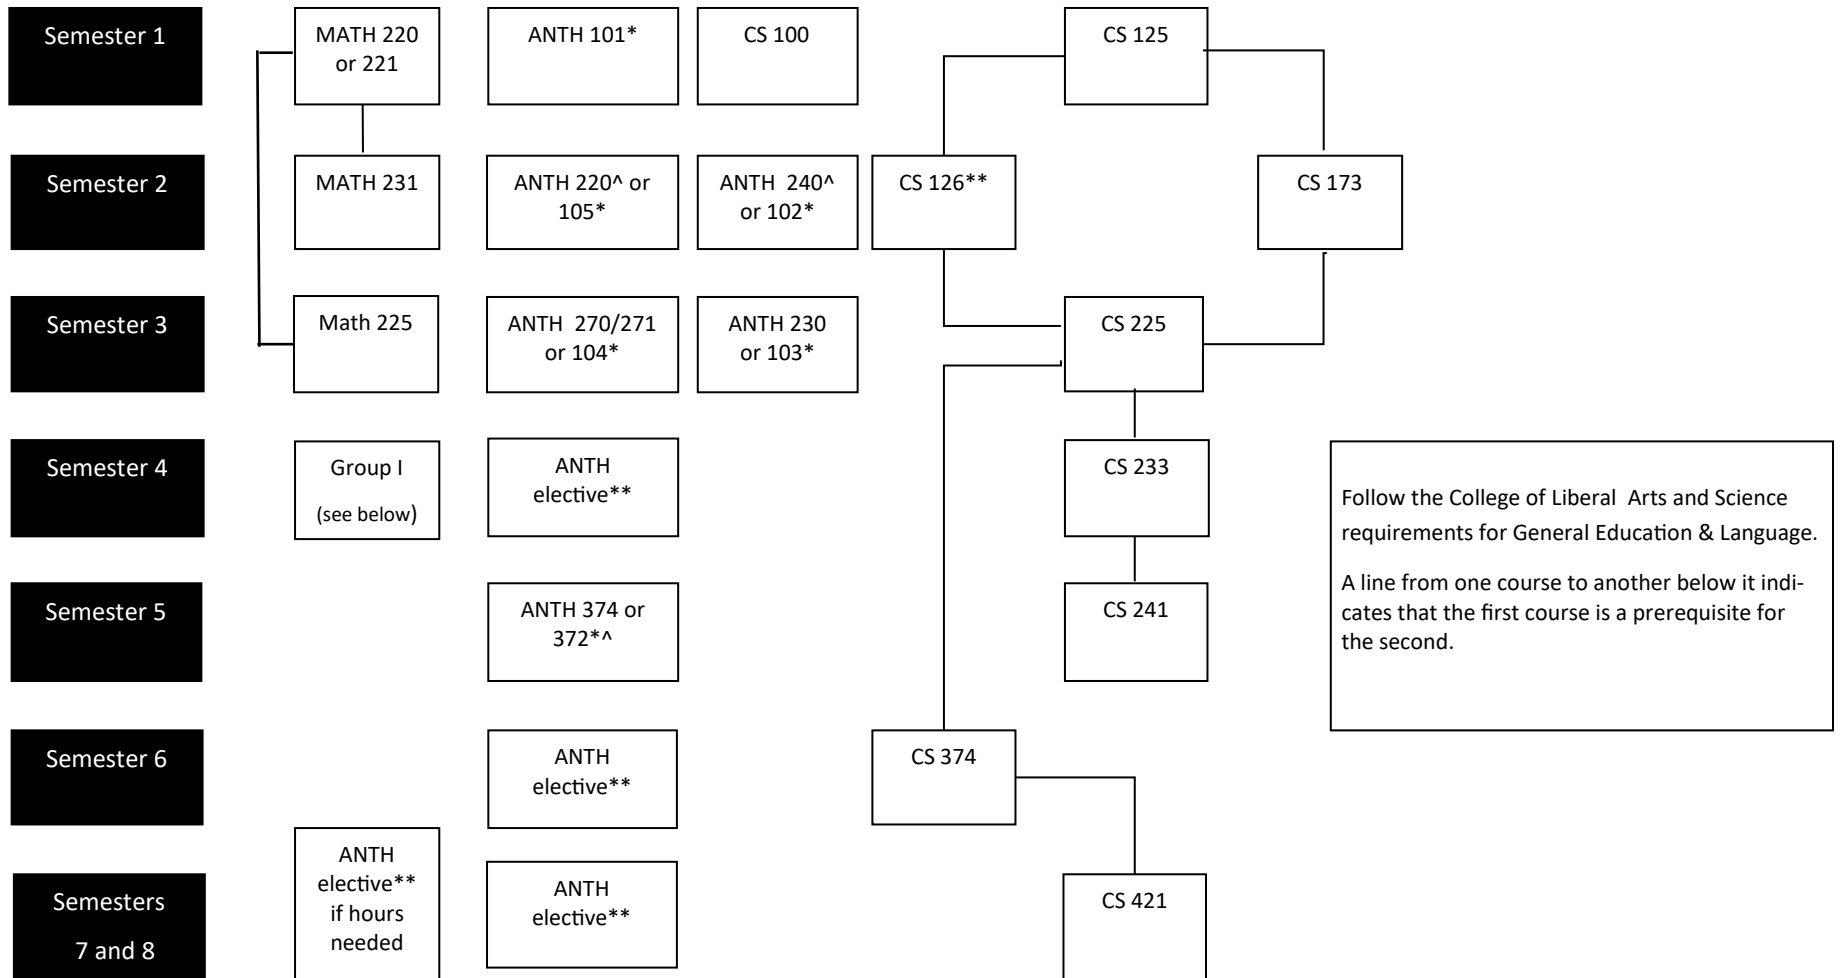 Semester 1
MATH 220
or 221
ANTH 101*
CS 100
CS 125
Semester 2
MATH 231
ANTH 220^ or
105*
ANTH  240^
or 102*
CS 126**
CS 173
Semester 3
Math 225
ANTH  270/271
or 104*
ANTH 230
or 103*
CS 225
Semester 4
Group I
(see below)
ANTH
elective**
CS 233
Follow the College of Liberal  Arts and Science
requirements for General Education & Language.
A line from one course to another below it indi-
cates that the first course is a prerequisite for
the second.
Semester 5
ANTH 374 or
372*^
CS 241
Semester 6
ANTH
elective**
CS 374
Semesters
7 and 8
ANTH
elective**
if hours
needed
ANTH
elective**
CS 421